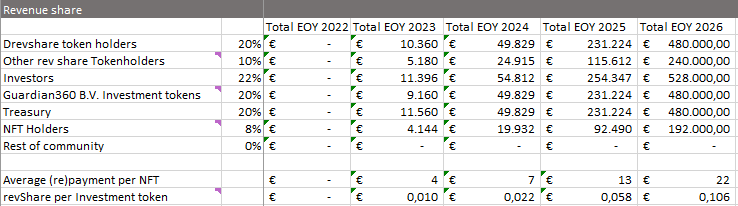 Revenue share
Total EOY 2022 Total EOY 2023 Total EOY 2024 Total EOY 2025 Total EOY 2026
Drevshare token holders 20% € - € 10.360 € 49.829 € 231.224 € 480.000,00
Other rev share Tokenholders 10% € - € 5.180 € 24.915 € 115.612 € 240.000,00
Investors 22% € - € 11.396 € 54.812 € 254.347 € 528.000,00
Guardian360 B.V. Investment tokens 20% € - € 9.160 € 49.829 € 231.224 € 480.000,00
Treasury 20% € - € 11.560 € 49.829 € 231.224 € 480.000,00
NFT Holders 8% € - € 4.144 € 19.932 € 92.490 € 192.000,00
Rest of community 0% € - € - € - € - € -
Average (re)payment per NFT € - € 4 € 7 € 13 € 22
revShare per Investment token € - € 0,010 € 0,022 € 0,058 € 0,106